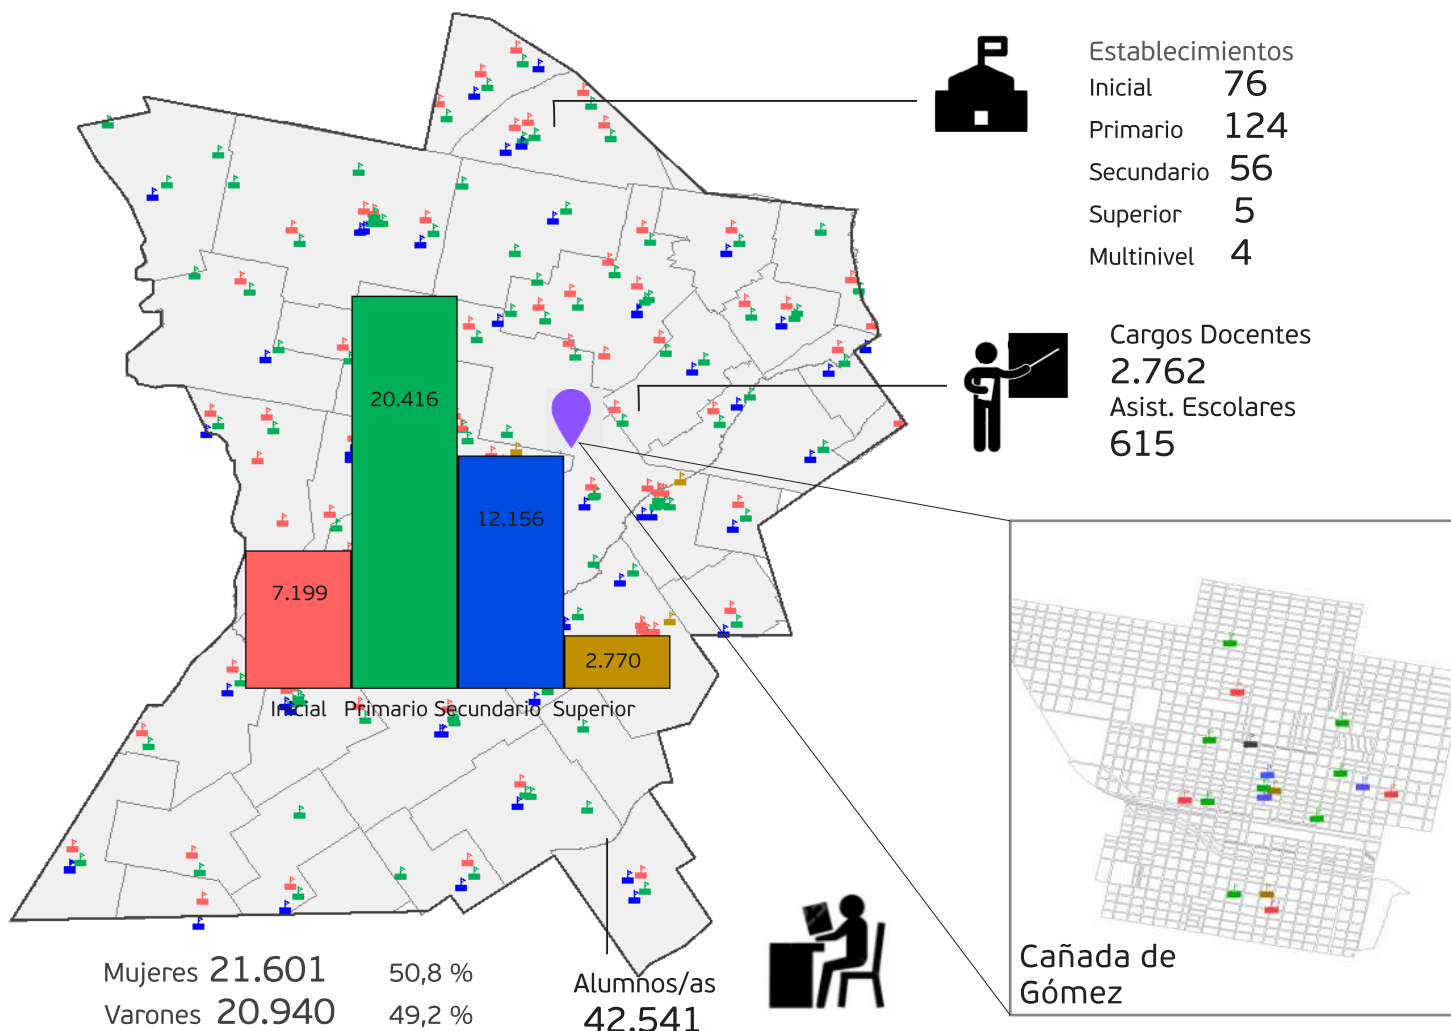 Establecimientos
Inicial 76
Primario 124
Secundario 56
Superior 5
Multinivel 4
Cargos Docentes
2.762
Asist. Escolares
615
20.416
12.156
7.199
2.770
Inicial Primario Secundario Superior
Cañada de
Gómez
Mujeres 21.601 50,8 %
Varones 20.940 49,2 %
Alumnos/as
42.541